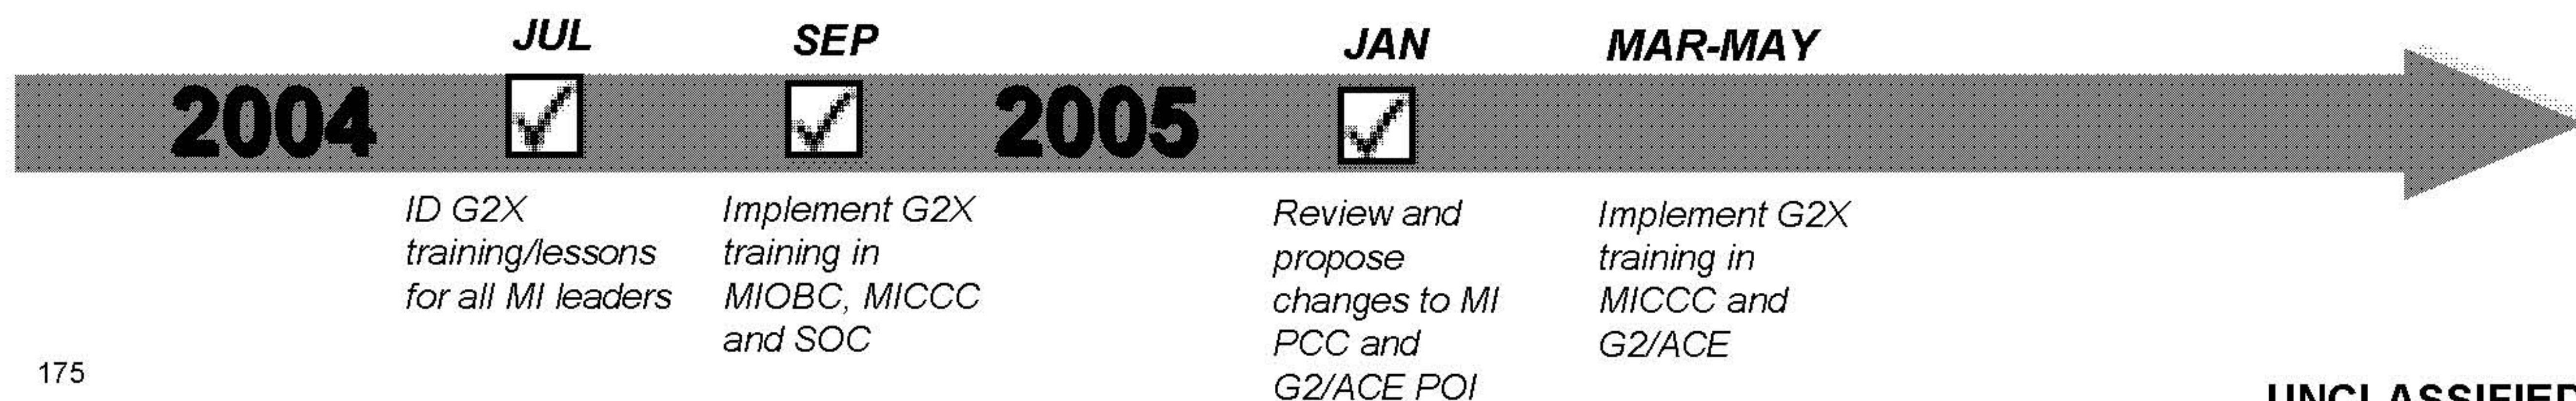 JUL SEP JAN MAR-MAY
2004 2005
ID G2X
training/lessons
for all MI leaders
Implement G2X
training in
MIOBC, MICCC
and SOC
Review and
propose
changes to MI
PCC and
G2/ACE POI
Implement G2X
training in
MICCC and
G2/ACE
175
UNCLASSIFIED